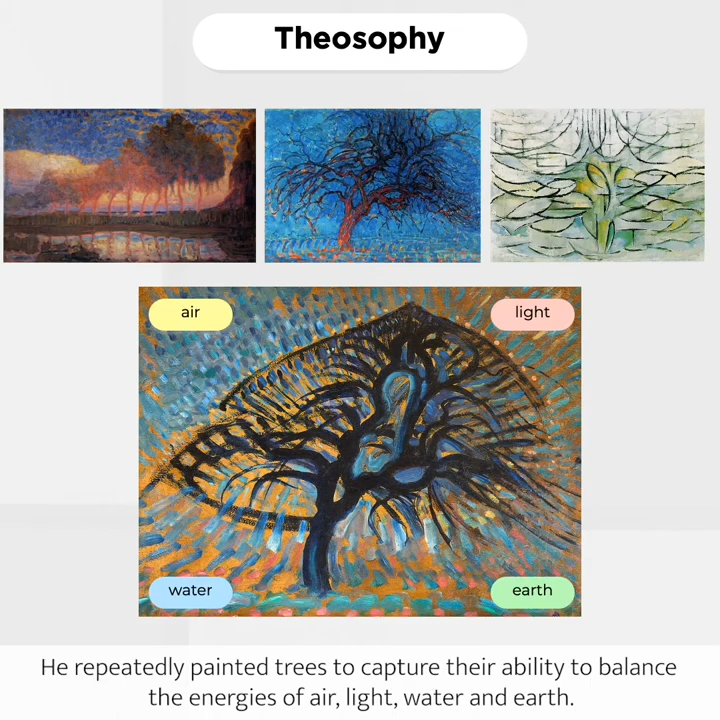 Theosophy
air
light
water
earth
He repeatedly painted trees to capture their ability to balance
the energies of air, light, water and earth.